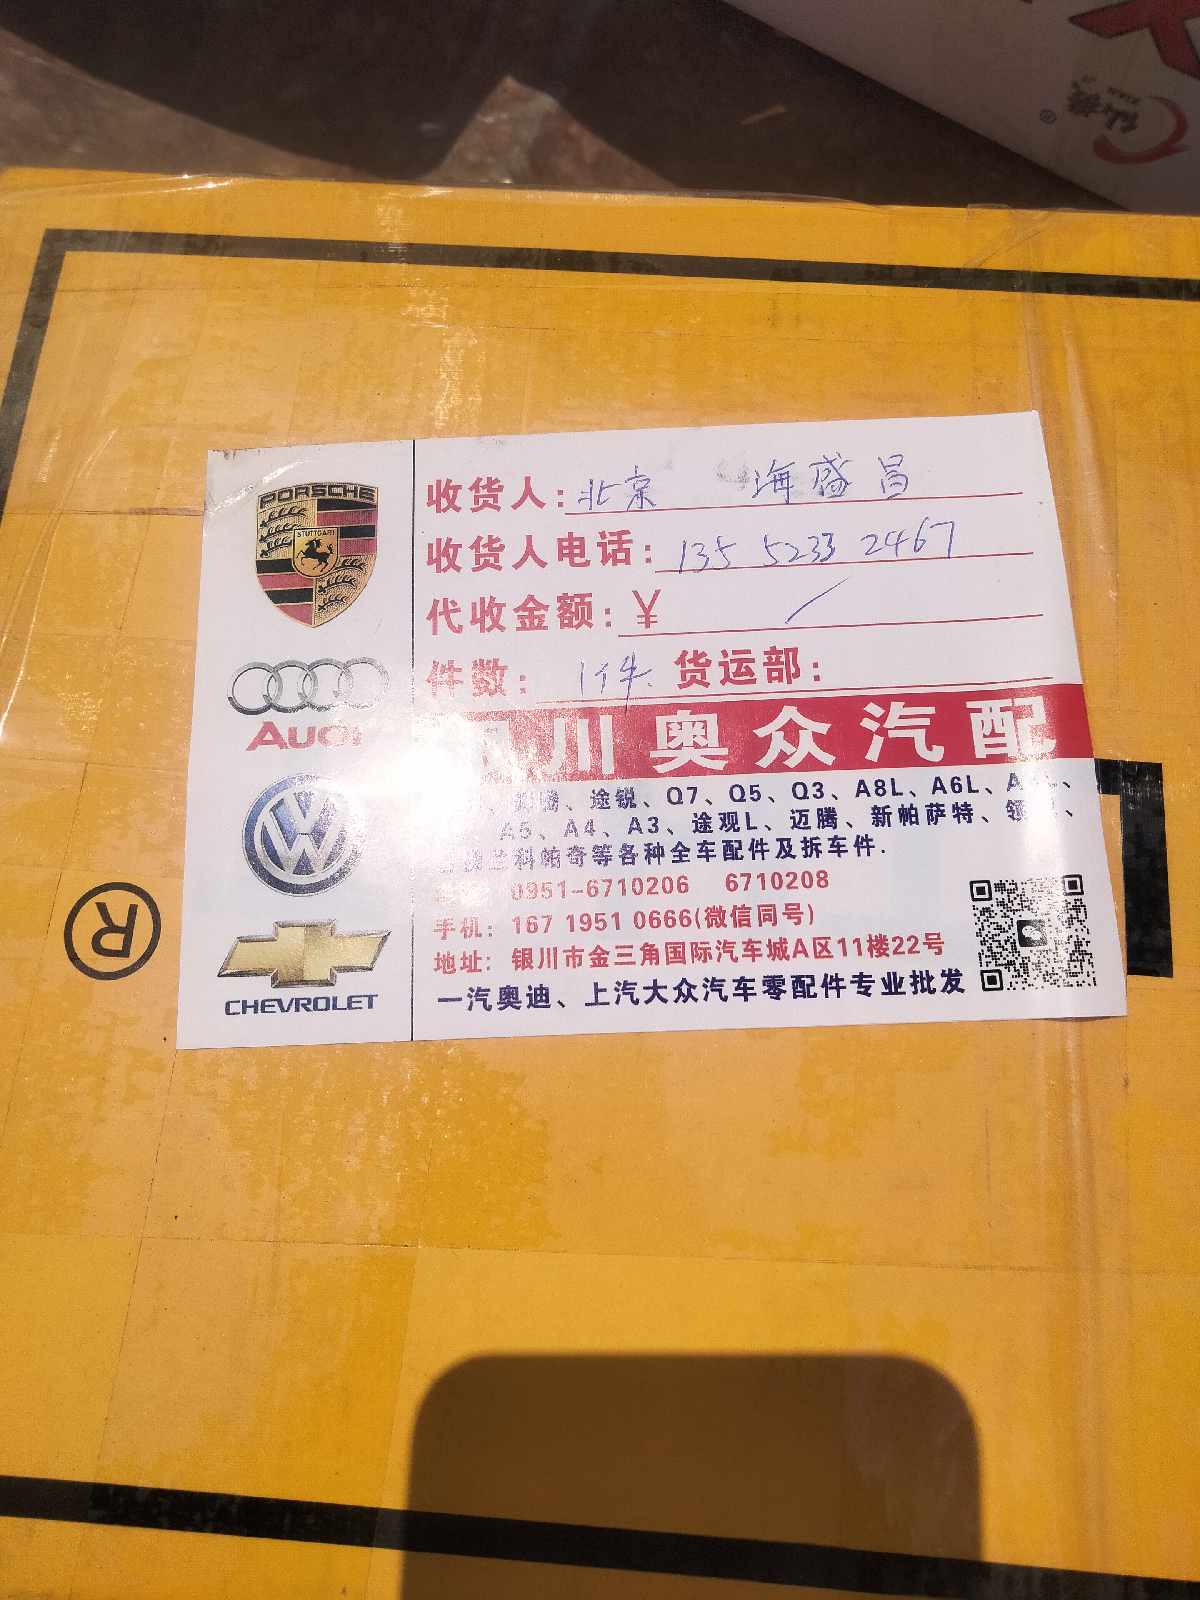 仙 XIAN
®
PORSCHE
STUTTGART
Audi
CHEVROLET
®
收货人: 北京 海盛昌
收货人电话: 135 5233 2467
代收金额: ¥ /
件数: 1件. 货运部:
银川奥众汽配
、途锐、Q7、Q5、Q3、A8L、A6L、
A5、A4、A3、途观L、迈腾、新帕萨特、
科帕奇等各种全车配件及拆车件.
0951-6710206 6710208
手机: 167 1951 0666(微信同号)
地址: 银川市金三角国际汽车城A区11楼22号
一汽奥迪、上汽大众汽车零配件专业批发